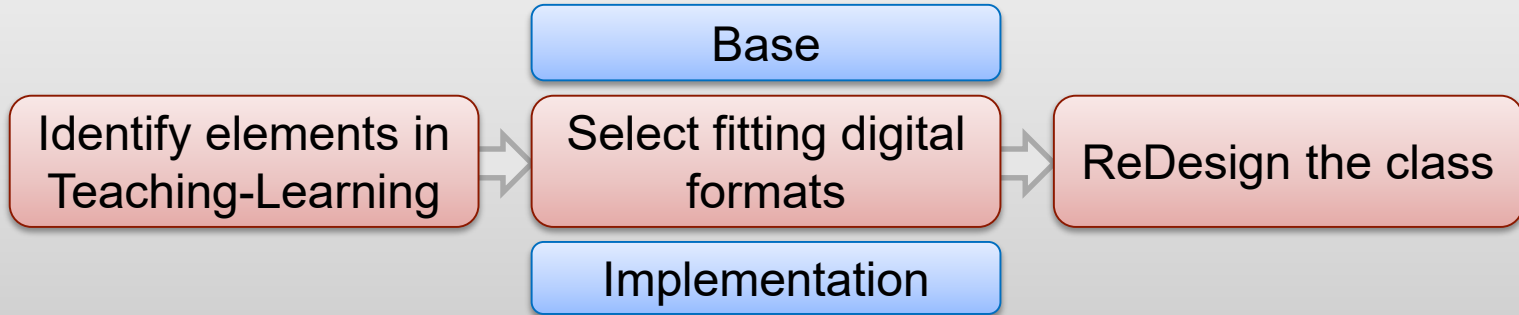 Base
Identify elements in
Teaching-Learning
Select fitting digital
formats
ReDesign the class
Implementation